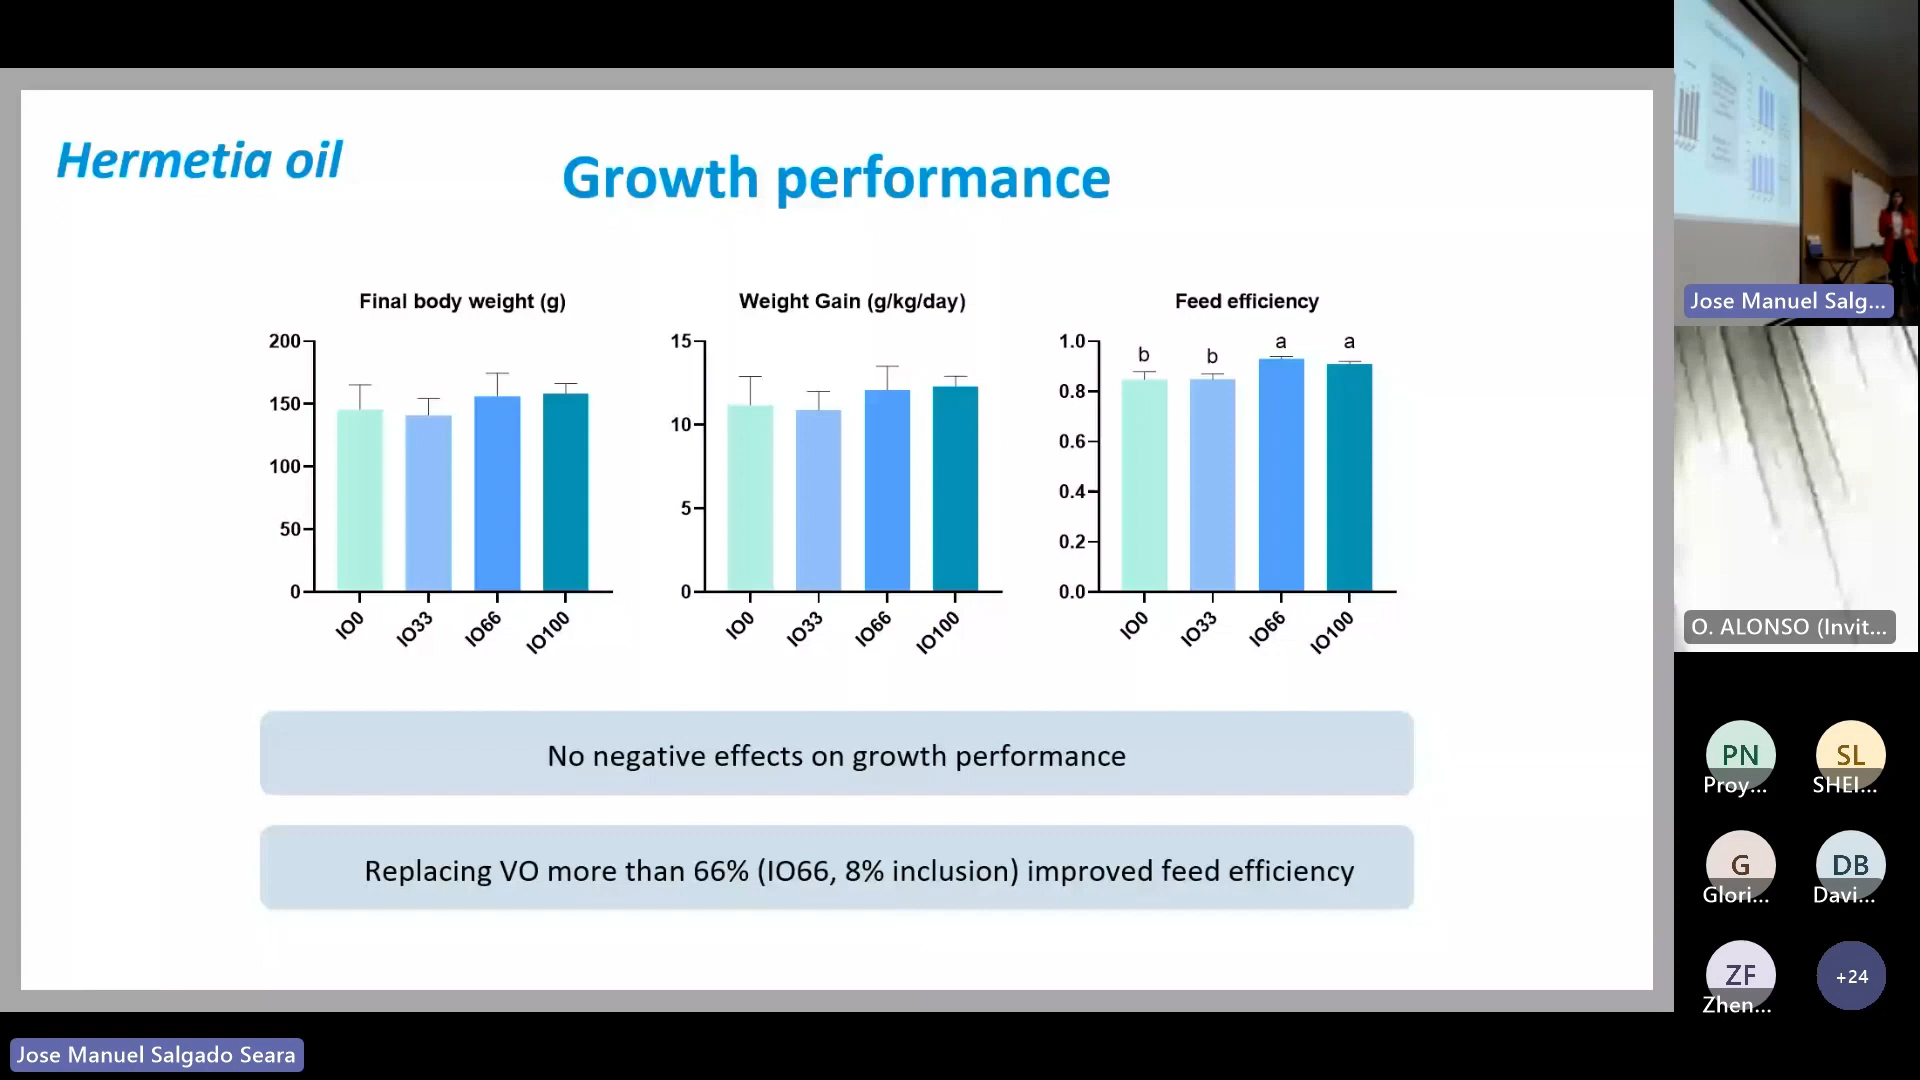 Hermetia oil
Growth performance
Final body weight (g)
200
150
100
50
0
IO0
IO33
IO66
IO100
Weight Gain (g/kg/day)
15
10
5
0
IO0
IO33
IO66
IO100
Feed efficiency
1.0
0.8
0.6
0.4
0.2
0.0
b
b
a
a
IO0
IO33
IO66
IO100
No negative effects on growth performance
Replacing VO more than 66% (IO66, 8% inclusion) improved feed efficiency
Jose Manuel Salg...
O. ALONSO (Invit...
PN
Proy...
SL
SHEI...
G
Glori...
DB
Davi...
ZF
Zhen...
+24
Jose Manuel Salgado Seara